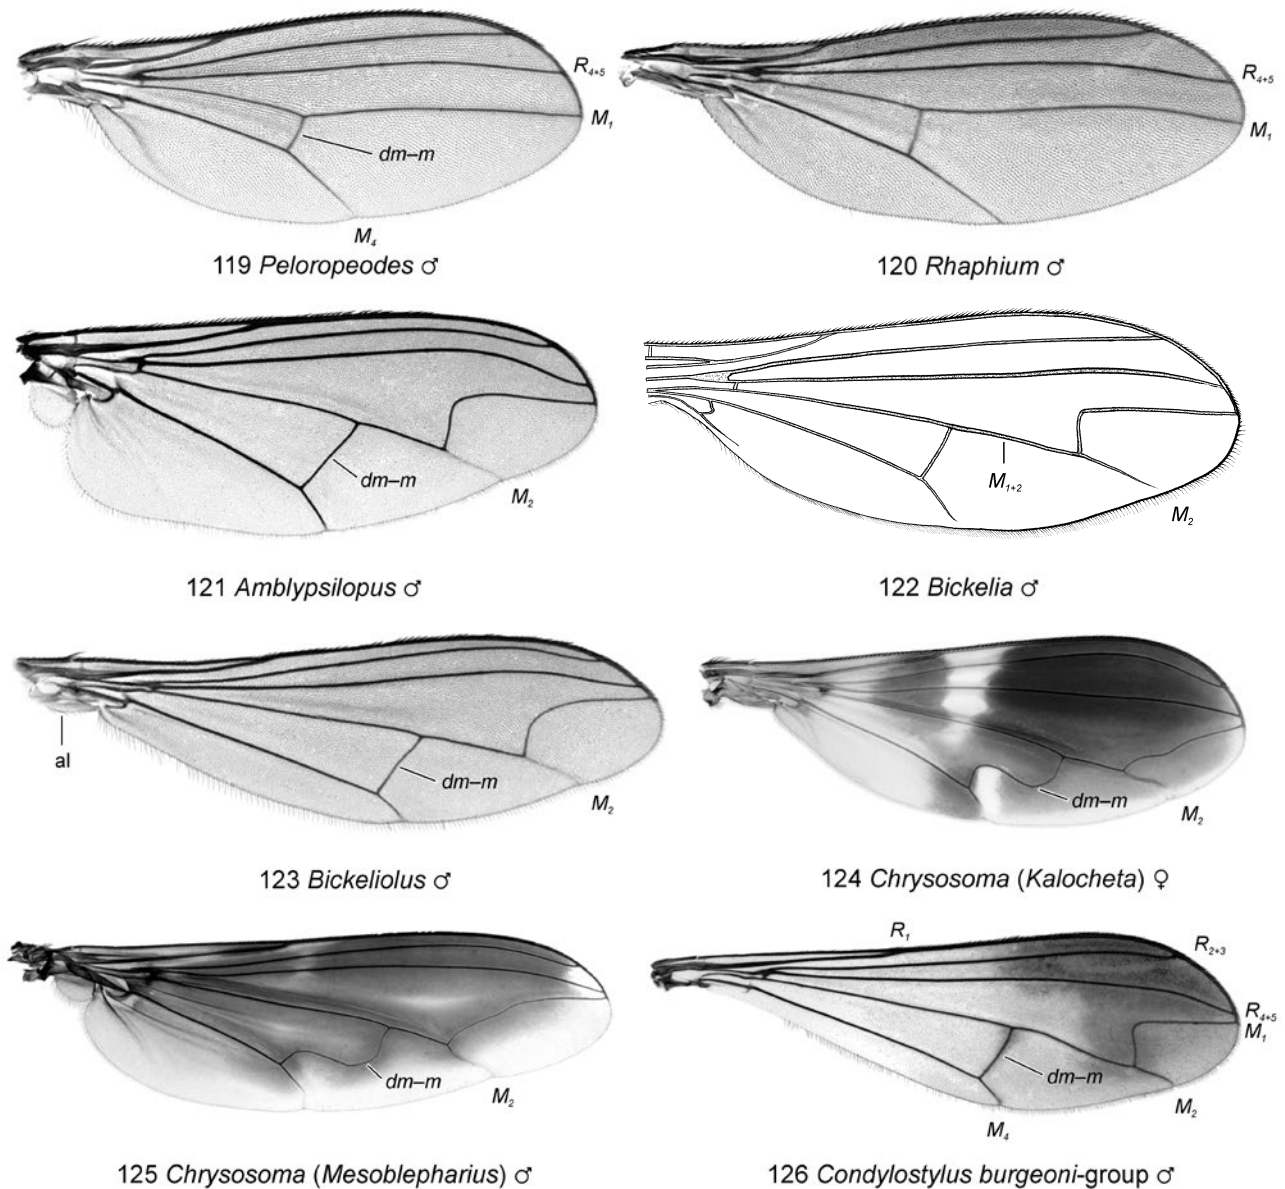 R4+5
M1
dm–m
M4
119 Peloropeodes ♂
R4+5
M1
120 Rhaphium ♂
dm–m
M2
121 Amblypsilopus ♂
M1+2
M2
122 Bickelia ♂
al
dm–m
M2
123 Bickeliolus ♂
dm–m
M2
124 Chrysosoma (Kalocheta) ♀
dm–m
M2
125 Chrysosoma (Mesoblepharius) ♂
R1
R2+3
R4+5
M1
dm–m
M2
M4
126 Condylostylus burgeoni-group ♂